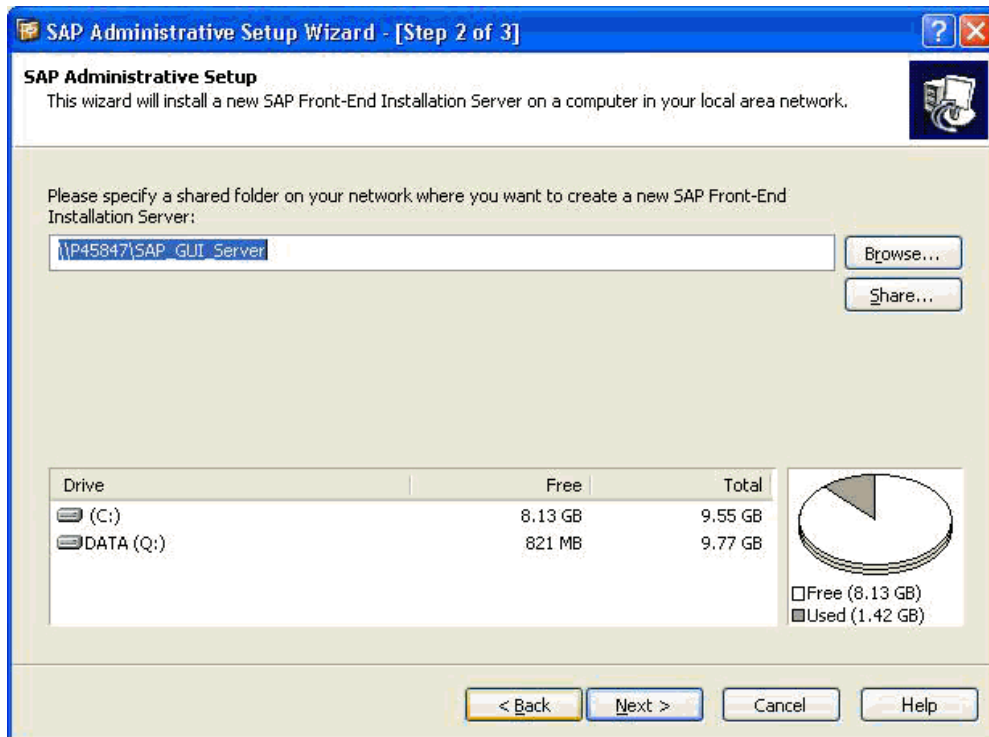 SAP Administrative Setup Wizard - [Step 2 of 3]
SAP Administrative Setup
This wizard will install a new SAP Front-End Installation Server on a computer in your local area network.
Please specify a shared folder on your network where you want to create a new SAP Front-End
Installation Server:
\\P45847\SAP_GUI_Server
Browse...
Share...
Drive Free Total
(C:) 8.13 GB 9.55 GB
DATA (Q:) 821 MB 9.77 GB
Free (8.13 GB)
Used (1.42 GB)
< Back Next > Cancel Help